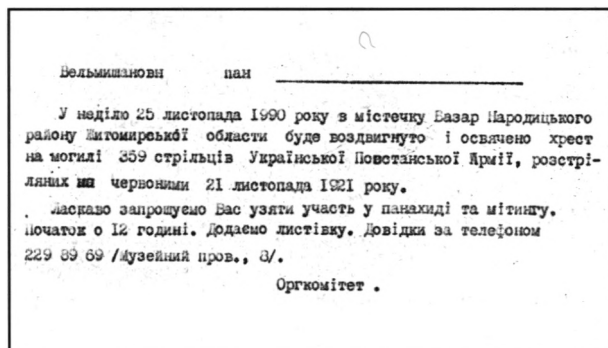 Вельмишановн пан
У неділю 25 листопада 1990 року в містечку Базар Народицького
району Житомирської області буде воздвигнуто і освячено хрест
на могилі 359 стрільців Української Повстанської Армії, розстрі-
ляних червоними 21 листопада 1921 року.
Ласкаво запрошуємо Вас узяти участь у панахиді та мітингу.
Початок о 12 годині. Додаємо листівку. Довідки за телефоном
229 89 69 /Музейний пров., 8/.
Оргкомітет .